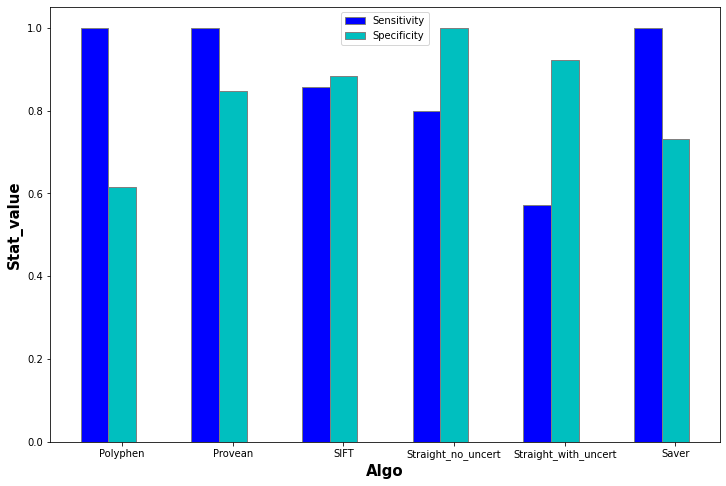 Sensitivity
Specificity
1.0
0.8
0.6
0.4
0.2
0.0
Stat_value
Polyphen Provean SIFT Straight_no_uncert Straight_with_uncert Saver
Algo